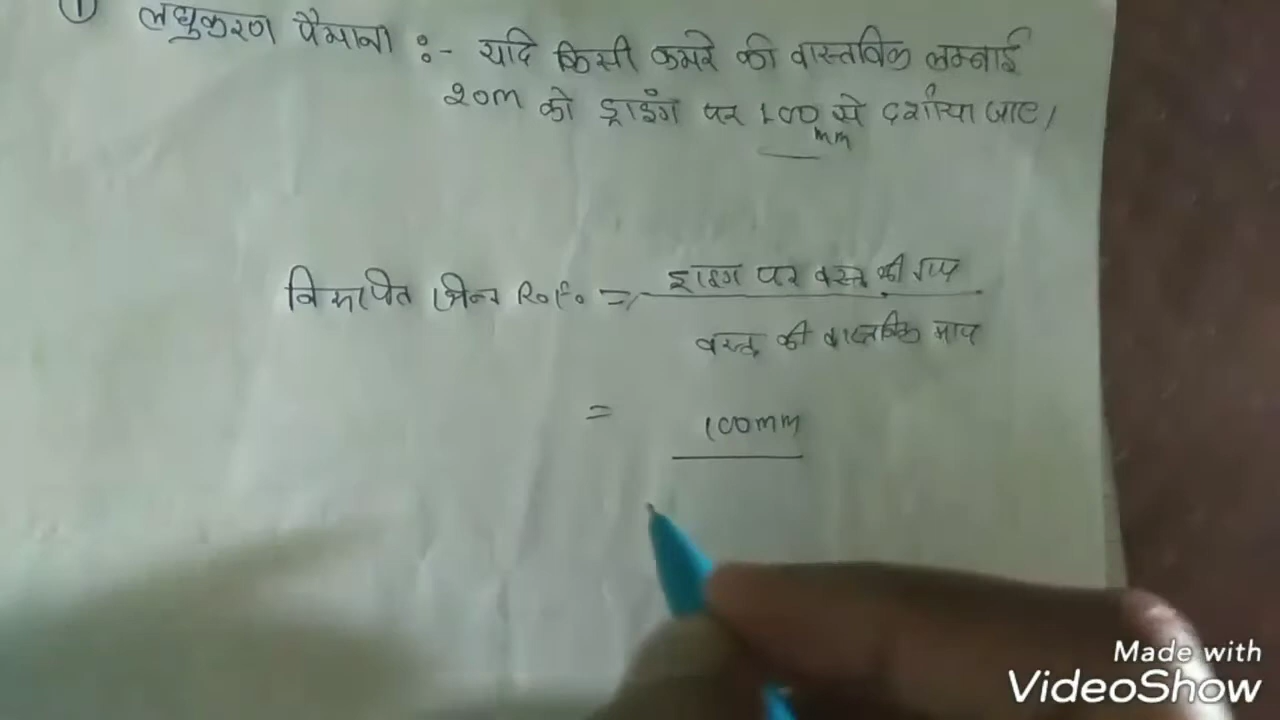 ① लघुकरण पैमाना :- यदि किसी कमरे की वास्तविक लम्बाई
20m को ड्राइंग पर 100 mm से दर्शाया जाए।
भिन्न R.F. = ड्राइंग पर वस्तु की माप
वस्तु की वास्तविक माप
= 100mm
Made with
VideoShow